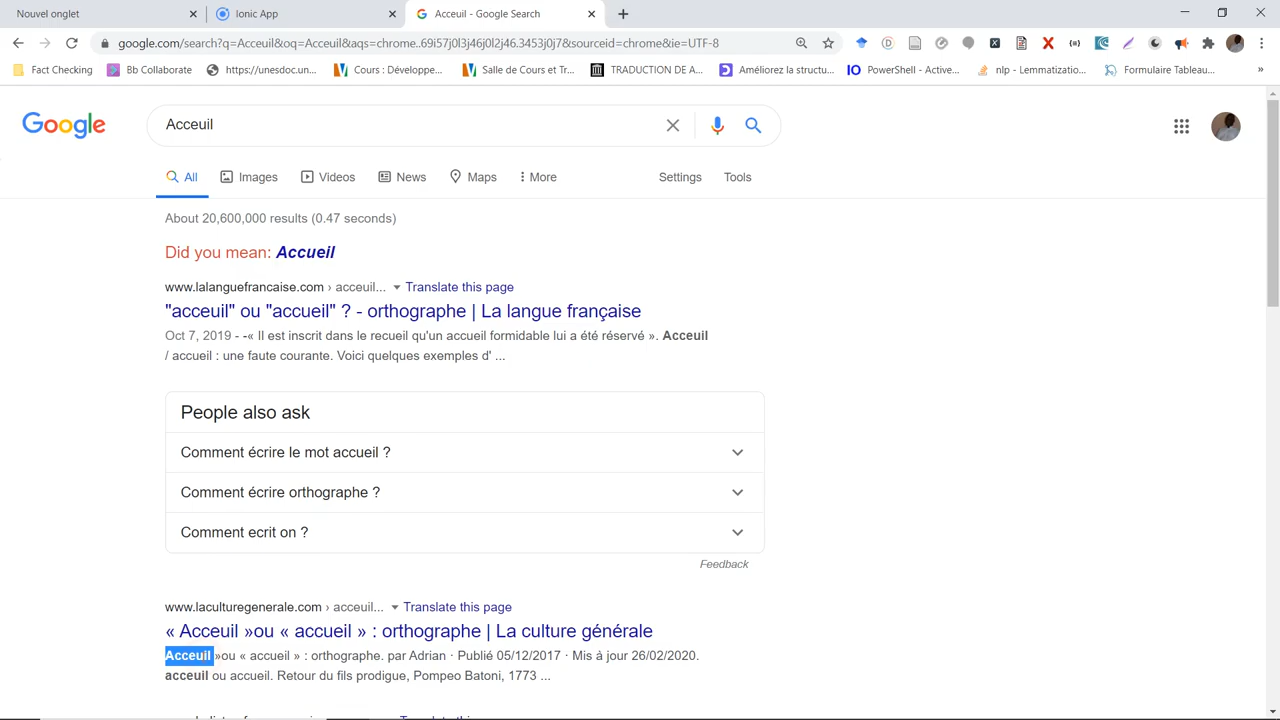 Nouvel onglet
Ionic App
Acceuil - Google Search
google.com/search?q=Acceuil&oq=Acceuil&aqs=chrome..69i57j0l3j46j0l2j46.3453j0j7&sourceid=chrome&ie=UTF-8
Fact Checking
Bb Collaborate
https://unesdoc.un...
Cours : Développe...
Salle de Cours et Tr...
TRADUCTION DE A...
Améliorez la structu...
PowerShell - Active...
nlp - Lemmatizatio...
Formulaire Tableau...
»
Google
Acceuil
All
Images
Videos
News
Maps
More
Settings
Tools
About 20,600,000 results (0.47 seconds)
Did you mean: Accueil
www.lalanguefrancaise.com › acceuil... Translate this page
"acceuil" ou "accueil" ? - orthographe | La langue française
Oct 7, 2019 - -« Il est inscrit dans le recueil qu'un accueil formidable lui a été réservé ». Acceuil
/ accueil : une faute courante. Voici quelques exemples d' ...
People also ask
Comment écrire le mot accueil ?
Comment écrire orthographe ?
Comment ecrit on ?
Feedback
www.laculturegenerale.com › acceuil... Translate this page
« Acceuil »ou « accueil » : orthographe | La culture générale
Acceuil »ou « accueil » : orthographe. par Adrian · Publié 05/12/2017 · Mis à jour 26/02/2020.
acceuil ou accueil. Retour du fils prodigue, Pompeo Batoni, 1773 ...